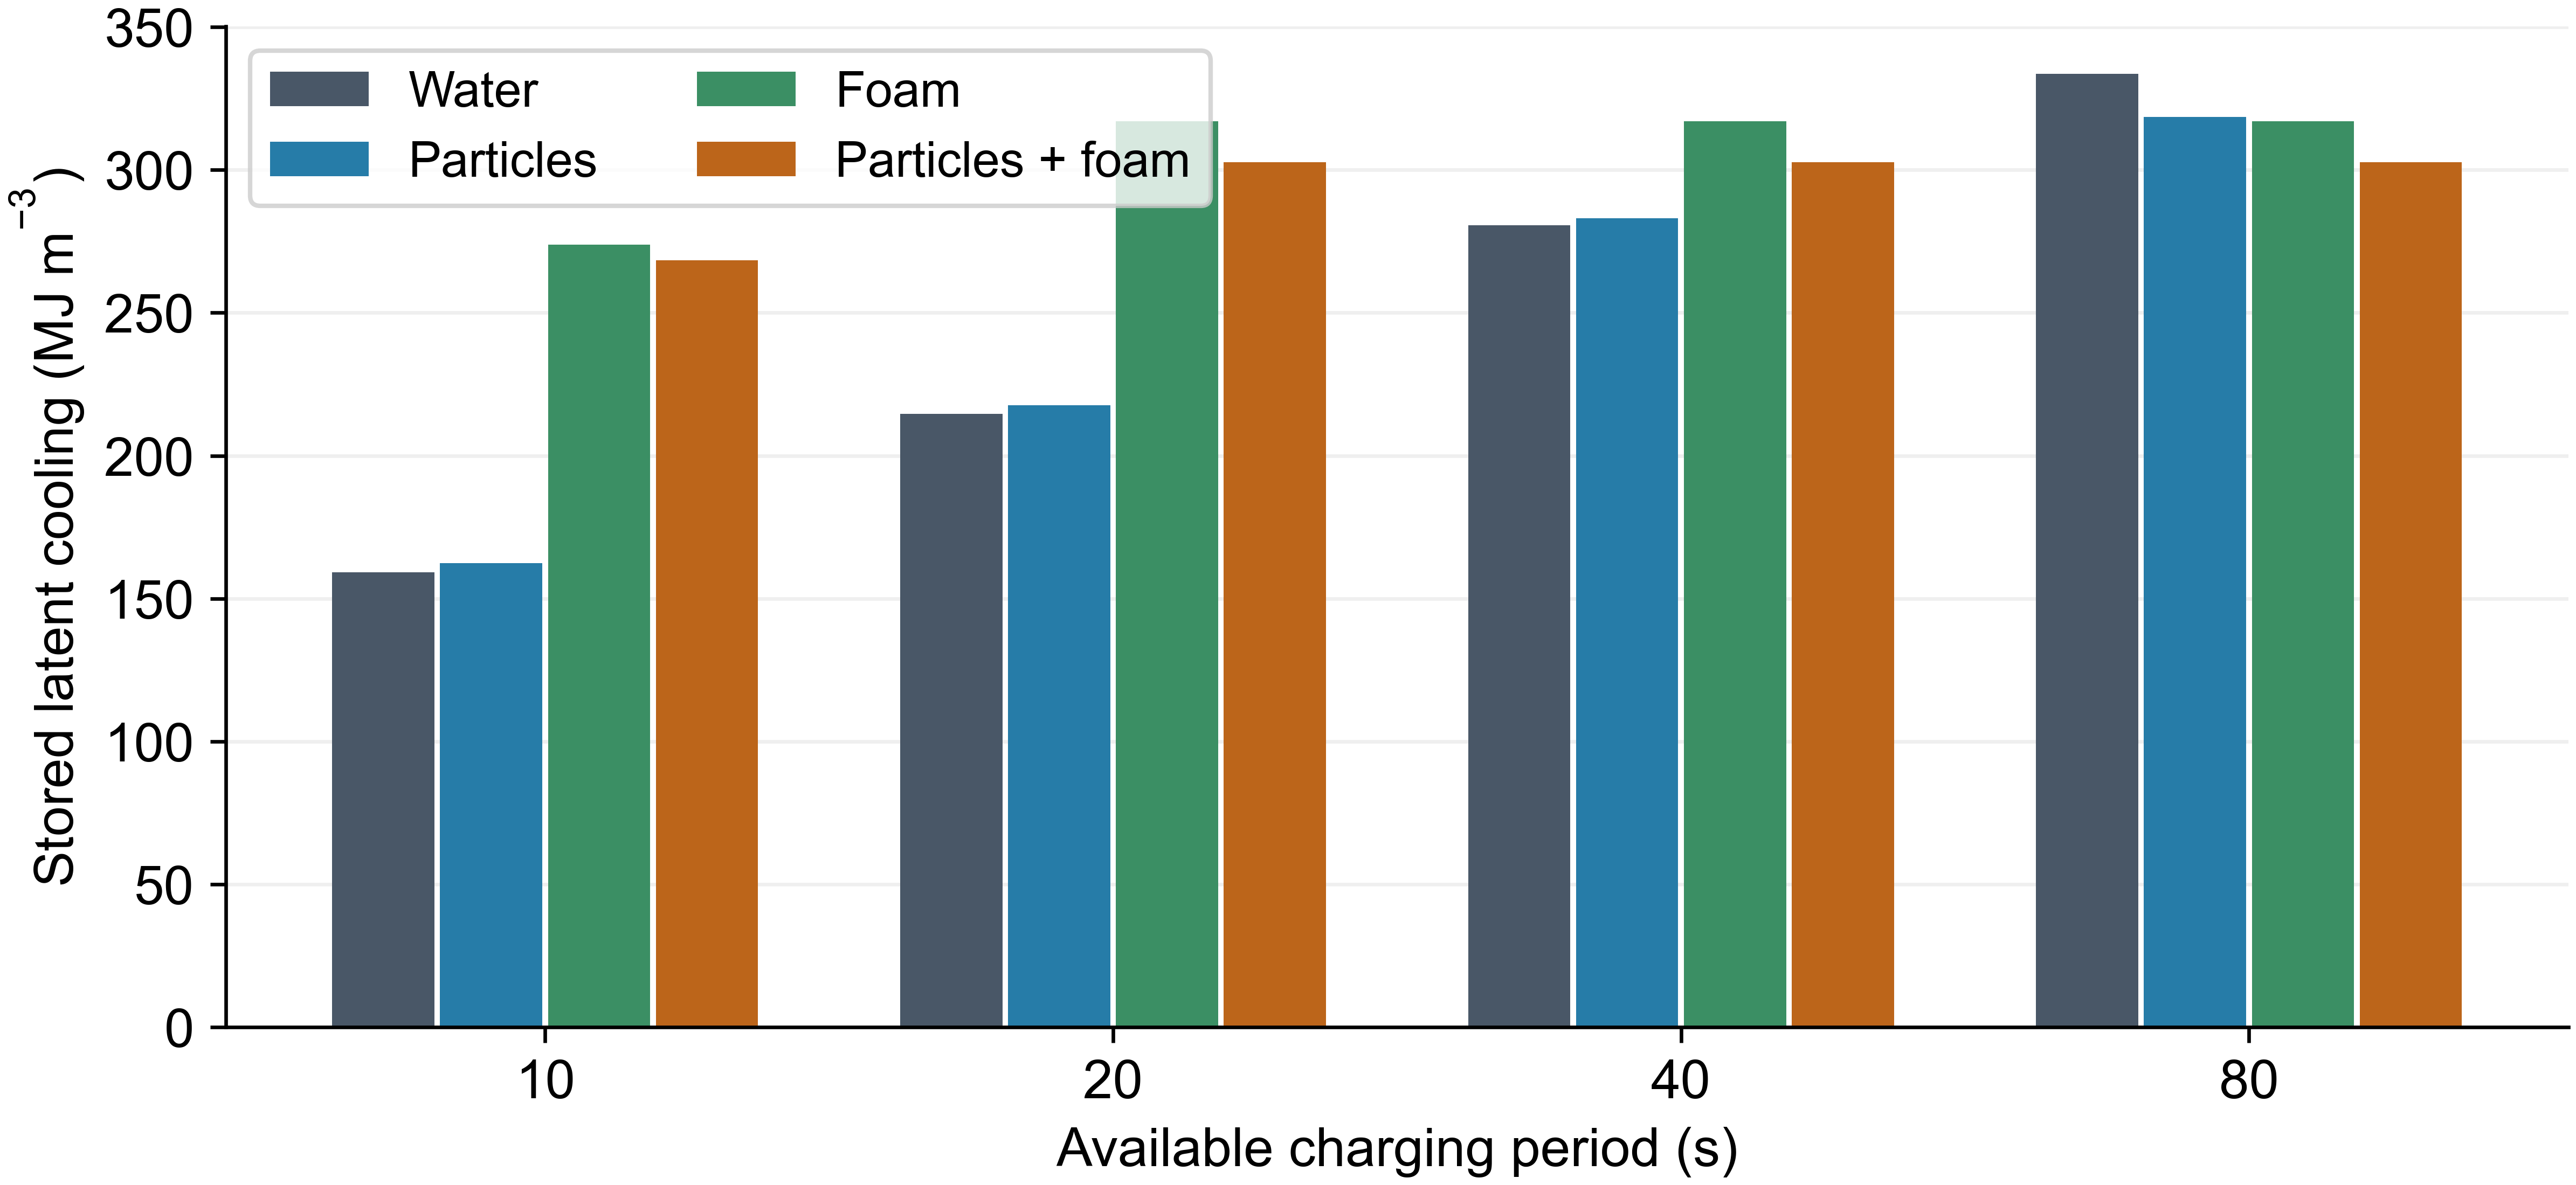 Stored latent cooling (MJ m⁻³)
350
300
250
200
150
100
50
0
Water
Particles
Foam
Particles + foam
10 20 40 80
Available charging period (s)